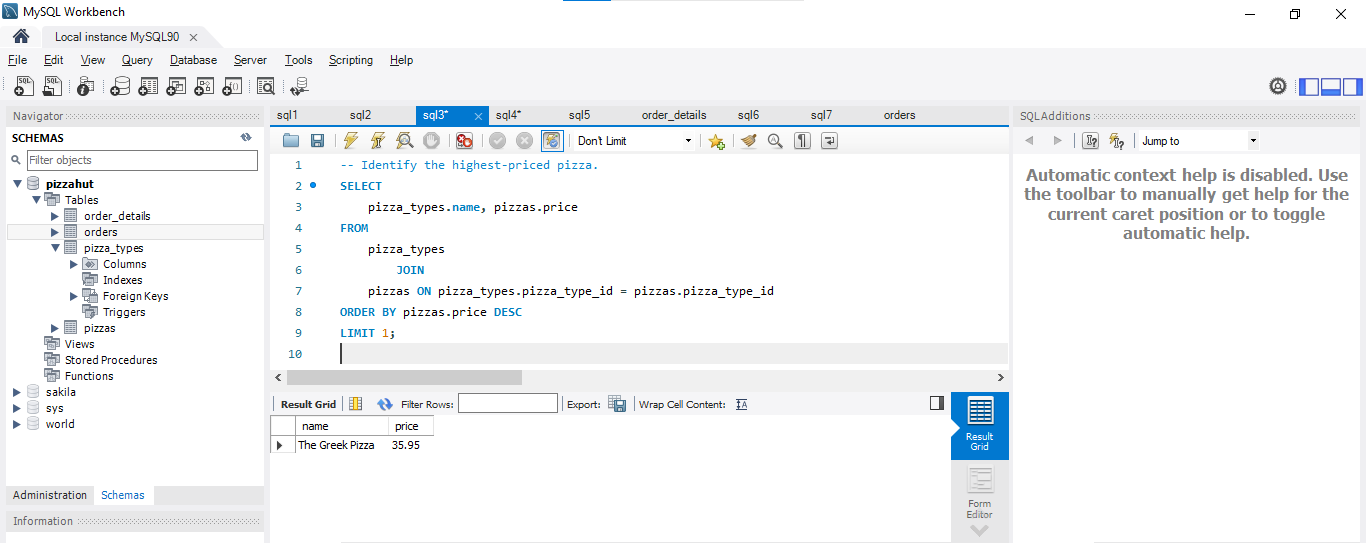 MySQL Workbench
Local instance MySQL90
File Edit View Query Database Server Tools Scripting Help
Navigator
SCHEMAS
Filter objects
pizzahut
Tables
order_details
orders
pizza_types
Columns
Indexes
Foreign Keys
Triggers
pizzas
Views
Stored Procedures
Functions
sakila
sys
world
Administration Schemas
Information
sql1 sql2 sql3* sql4* sql5 order_details sql6 sql7 orders
Don't Limit
1 -- Identify the highest-priced pizza.
2 SELECT
3 pizza_types.name, pizzas.price
4 FROM
5 pizza_types
6 JOIN
7 pizzas ON pizza_types.pizza_type_id = pizzas.pizza_type_id
8 ORDER BY pizzas.price DESC
9 LIMIT 1;
10
Result Grid Filter Rows: Export: Wrap Cell Content:
name price
The Greek Pizza 35.95
Result
Grid
Form
Editor
SQLAdditions
Jump to
Automatic context help is disabled. Use
the toolbar to manually get help for the
current caret position or to toggle
automatic help.